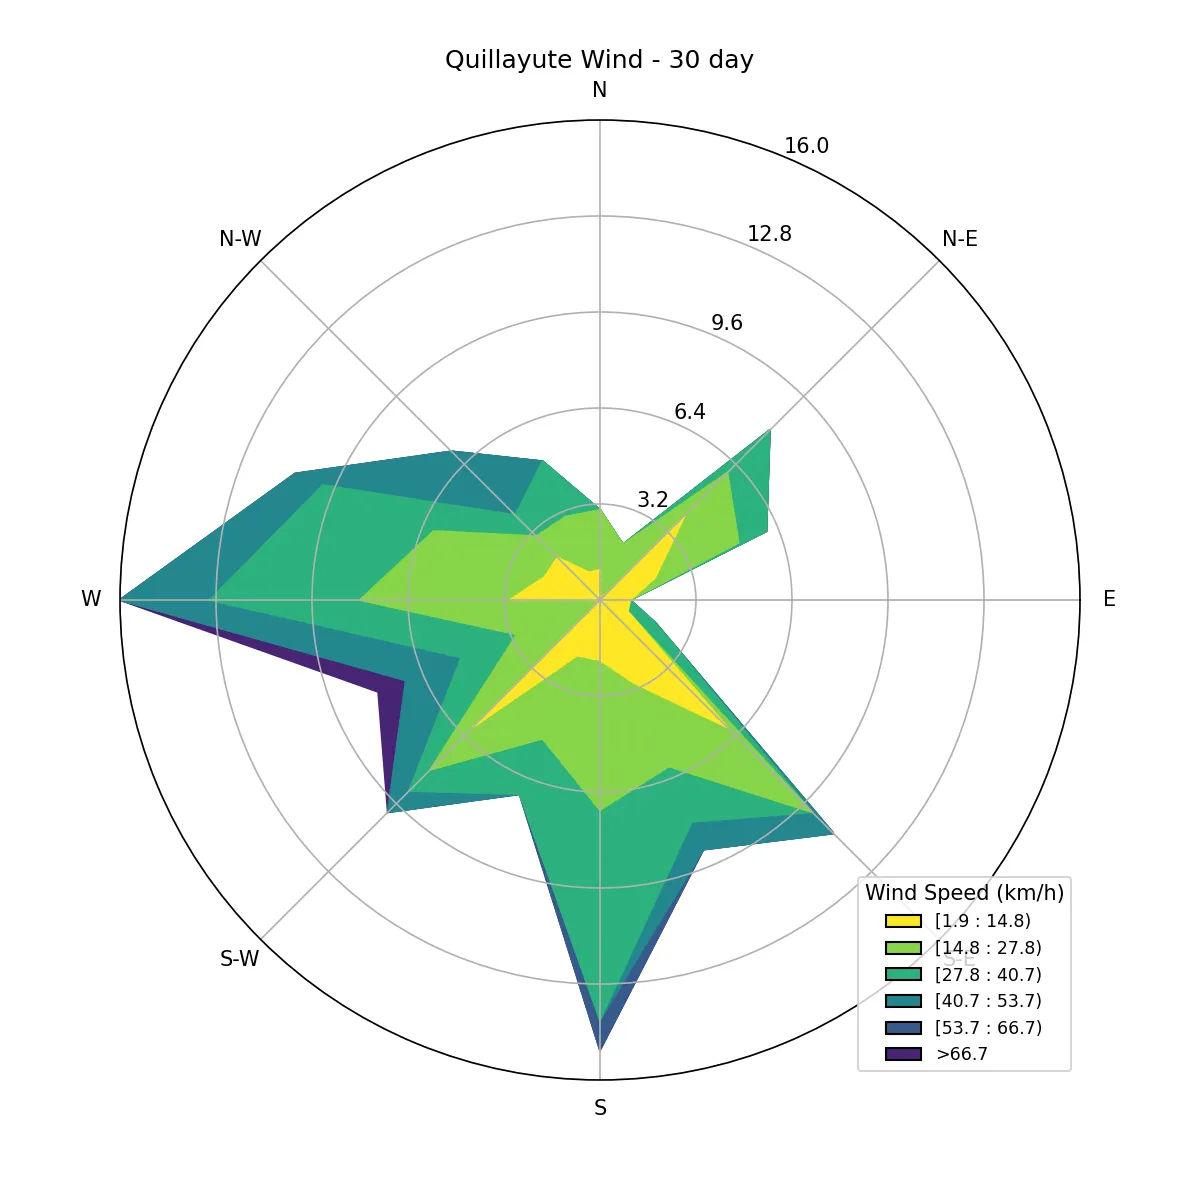 Quillayute Wind - 30 day
N
16.0
12.8
N-W
N-E
9.6
6.4
3.2
W
E
S-W
S-E
Wind Speed (km/h)
[1.9 : 14.8)
[14.8 : 27.8)
[27.8 : 40.7)
[40.7 : 53.7)
[53.7 : 66.7)
>66.7
S